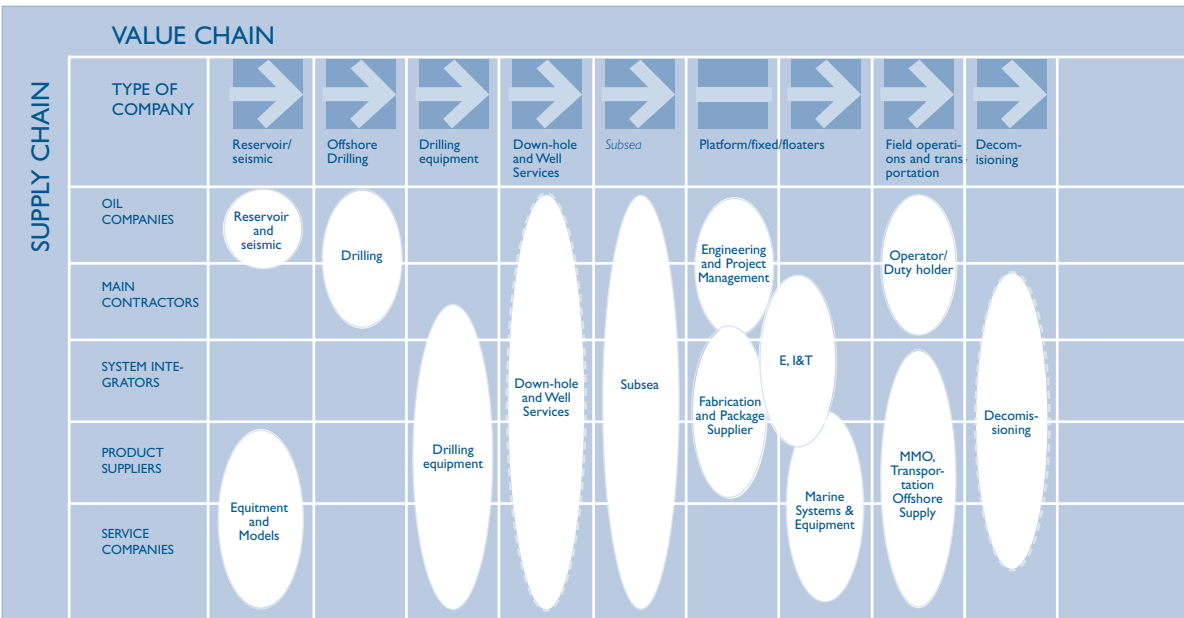 VALUE CHAIN
SUPPLY CHAIN
TYPE OF
COMPANY
Reservoir/
seismic
Offshore
Drilling
Drilling
equipment
Down-hole
and Well
Services
Subsea
Platform/fixed/floaters
Field operati-
ons and trans-
portation
Decom-
isioning
OIL
COMPANIES
MAIN
CONTRACTORS
SYSTEM INTE-
GRATORS
PRODUCT
SUPPLIERS
SERVICE
COMPANIES
Reservoir
and
seismic
Equitment
and
Models
Drilling
Drilling
equipment
Down-hole
and Well
Services
Subsea
Engineering
and Project
Management
Fabrication
and Package
Supplier
E, I&T
Marine
Systems &
Equipment
Operator/
Duty holder
MMO,
Transpor-
tation
Offshore
Supply
Decomis-
sioning